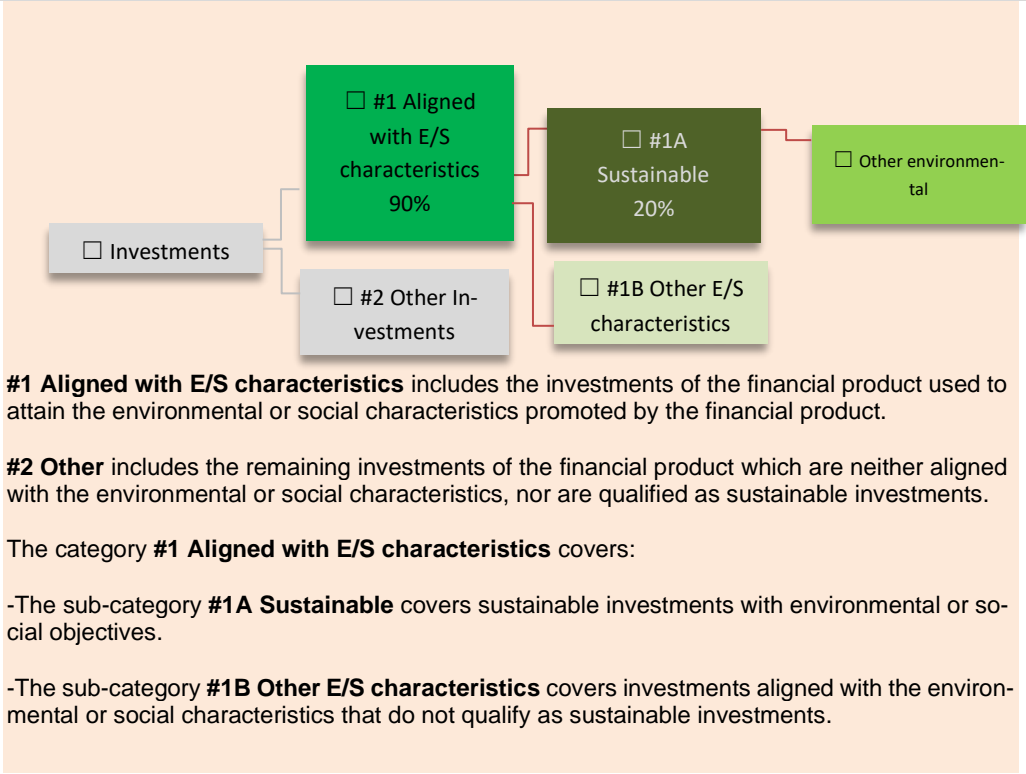 ☐ #1 Aligned
with E/S
characteristics
90%
☐ #1A
Sustainable
20%
☐ Other environmen-
tal
☐ Investments
☐ #2 Other In-
vestments
☐ #1B Other E/S
characteristics
#1 Aligned with E/S characteristics includes the investments of the financial product used to
attain the environmental or social characteristics promoted by the financial product.
#2 Other includes the remaining investments of the financial product which are neither aligned
with the environmental or social characteristics, nor are qualified as sustainable investments.
The category #1 Aligned with E/S characteristics covers:
-The sub-category #1A Sustainable covers sustainable investments with environmental or so-
cial objectives.
-The sub-category #1B Other E/S characteristics covers investments aligned with the environ-
mental or social characteristics that do not qualify as sustainable investments.